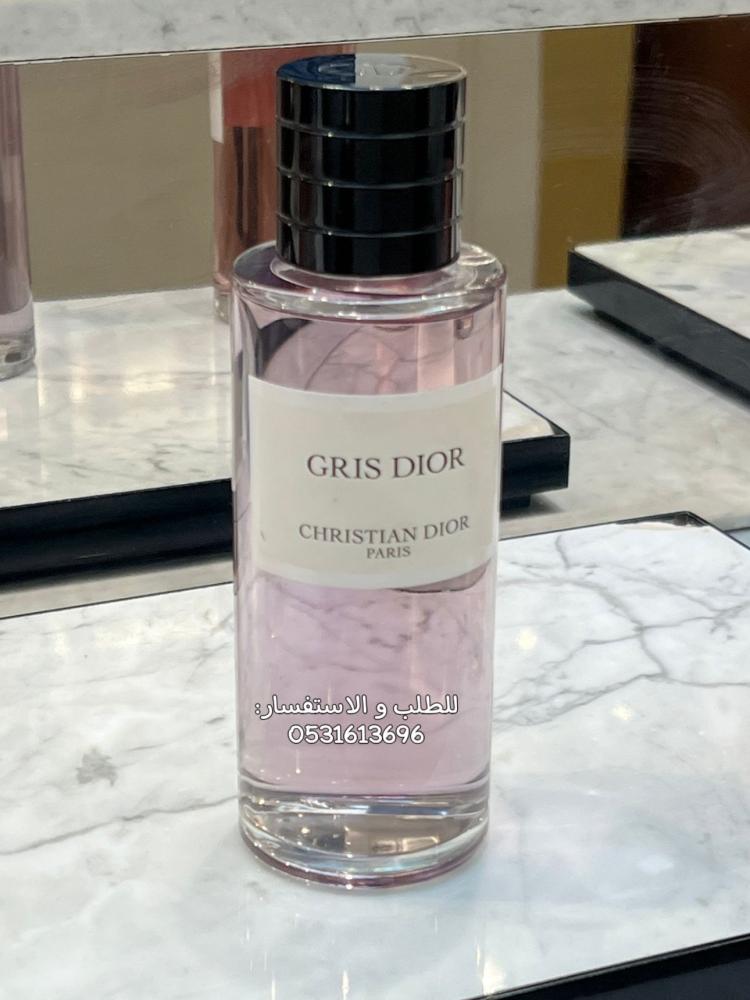 GRIS DIOR
CHRISTIAN DIOR
PARIS
للطلب و الاستفسار:
0531613696